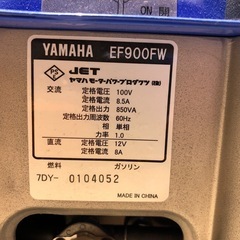 ON 開
YAMAHA EF900FW
PS E JET
ヤマハモーターパワープロダクツ(株)
交流 定格電圧 100V
定格電流 8.5A
定格出力 850VA
定格出力周波数 60Hz
相 単相
力率 1.0
直流 定格電圧 12V
定格電流 8A
燃料 ガソリン
7DY- 0104052
MADE IN CHINA